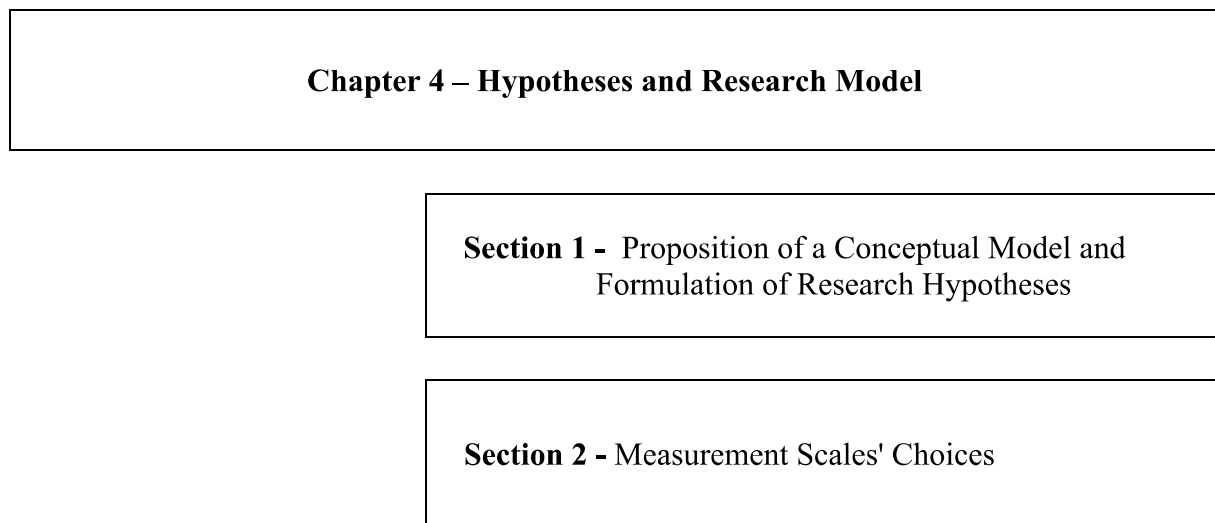 Chapter 4 – Hypotheses and Research Model
Section 1 -  Proposition of a Conceptual Model and
Formulation of Research Hypotheses
Section 2 - Measurement Scales' Choices